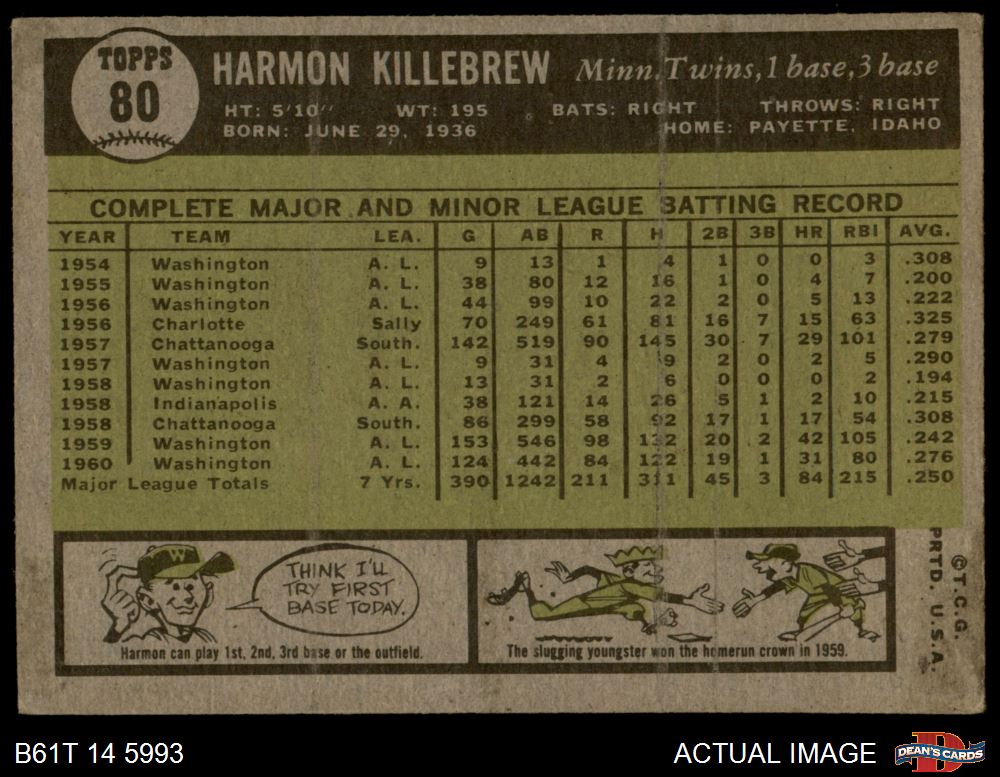 TOPPS
80
HARMON KILLEBREW Minn. Twins, 1 base, 3 base
HT: 5'10" WT: 195 BATS: RIGHT THROWS: RIGHT
BORN: JUNE 29, 1936 HOME: PAYETTE, IDAHO
COMPLETE MAJOR AND MINOR LEAGUE BATTING RECORD
YEAR TEAM LEA. G AB R H 2B 3B HR RBI AVG.
1954 Washington A. L. 9 13 1 4 1 0 0 3 .308
1955 Washington A. L. 38 80 12 16 1 0 4 7 .200
1956 Washington A. L. 44 99 10 22 2 0 5 13 .222
1956 Charlotte Sally 70 249 61 81 16 7 15 63 .325
1957 Chattanooga South. 142 519 90 145 30 7 29 101 .279
1957 Washington A. L. 9 31 4 9 2 0 2 5 .290
1958 Washington A. L. 13 31 2 6 0 0 0 2 .194
1958 Indianapolis A. A. 38 121 14 26 5 1 2 10 .215
1958 Chattanooga South. 86 299 58 92 17 1 17 54 .308
1959 Washington A. L. 153 546 98 132 20 2 42 105 .242
1960 Washington A. L. 124 442 84 122 19 1 31 80 .276
Major League Totals 7 Yrs. 390 1242 211 311 45 3 84 215 .250
W
THINK I'LL
TRY FIRST
BASE TODAY.
Harmon can play 1st, 2nd, 3rd base or the outfield.
The slugging youngster won the homerun crown in 1959.
©T.C.G.
PRTD. U.S.A.
B61T 14 5993
ACTUAL IMAGE
D
DEAN'S CARDS